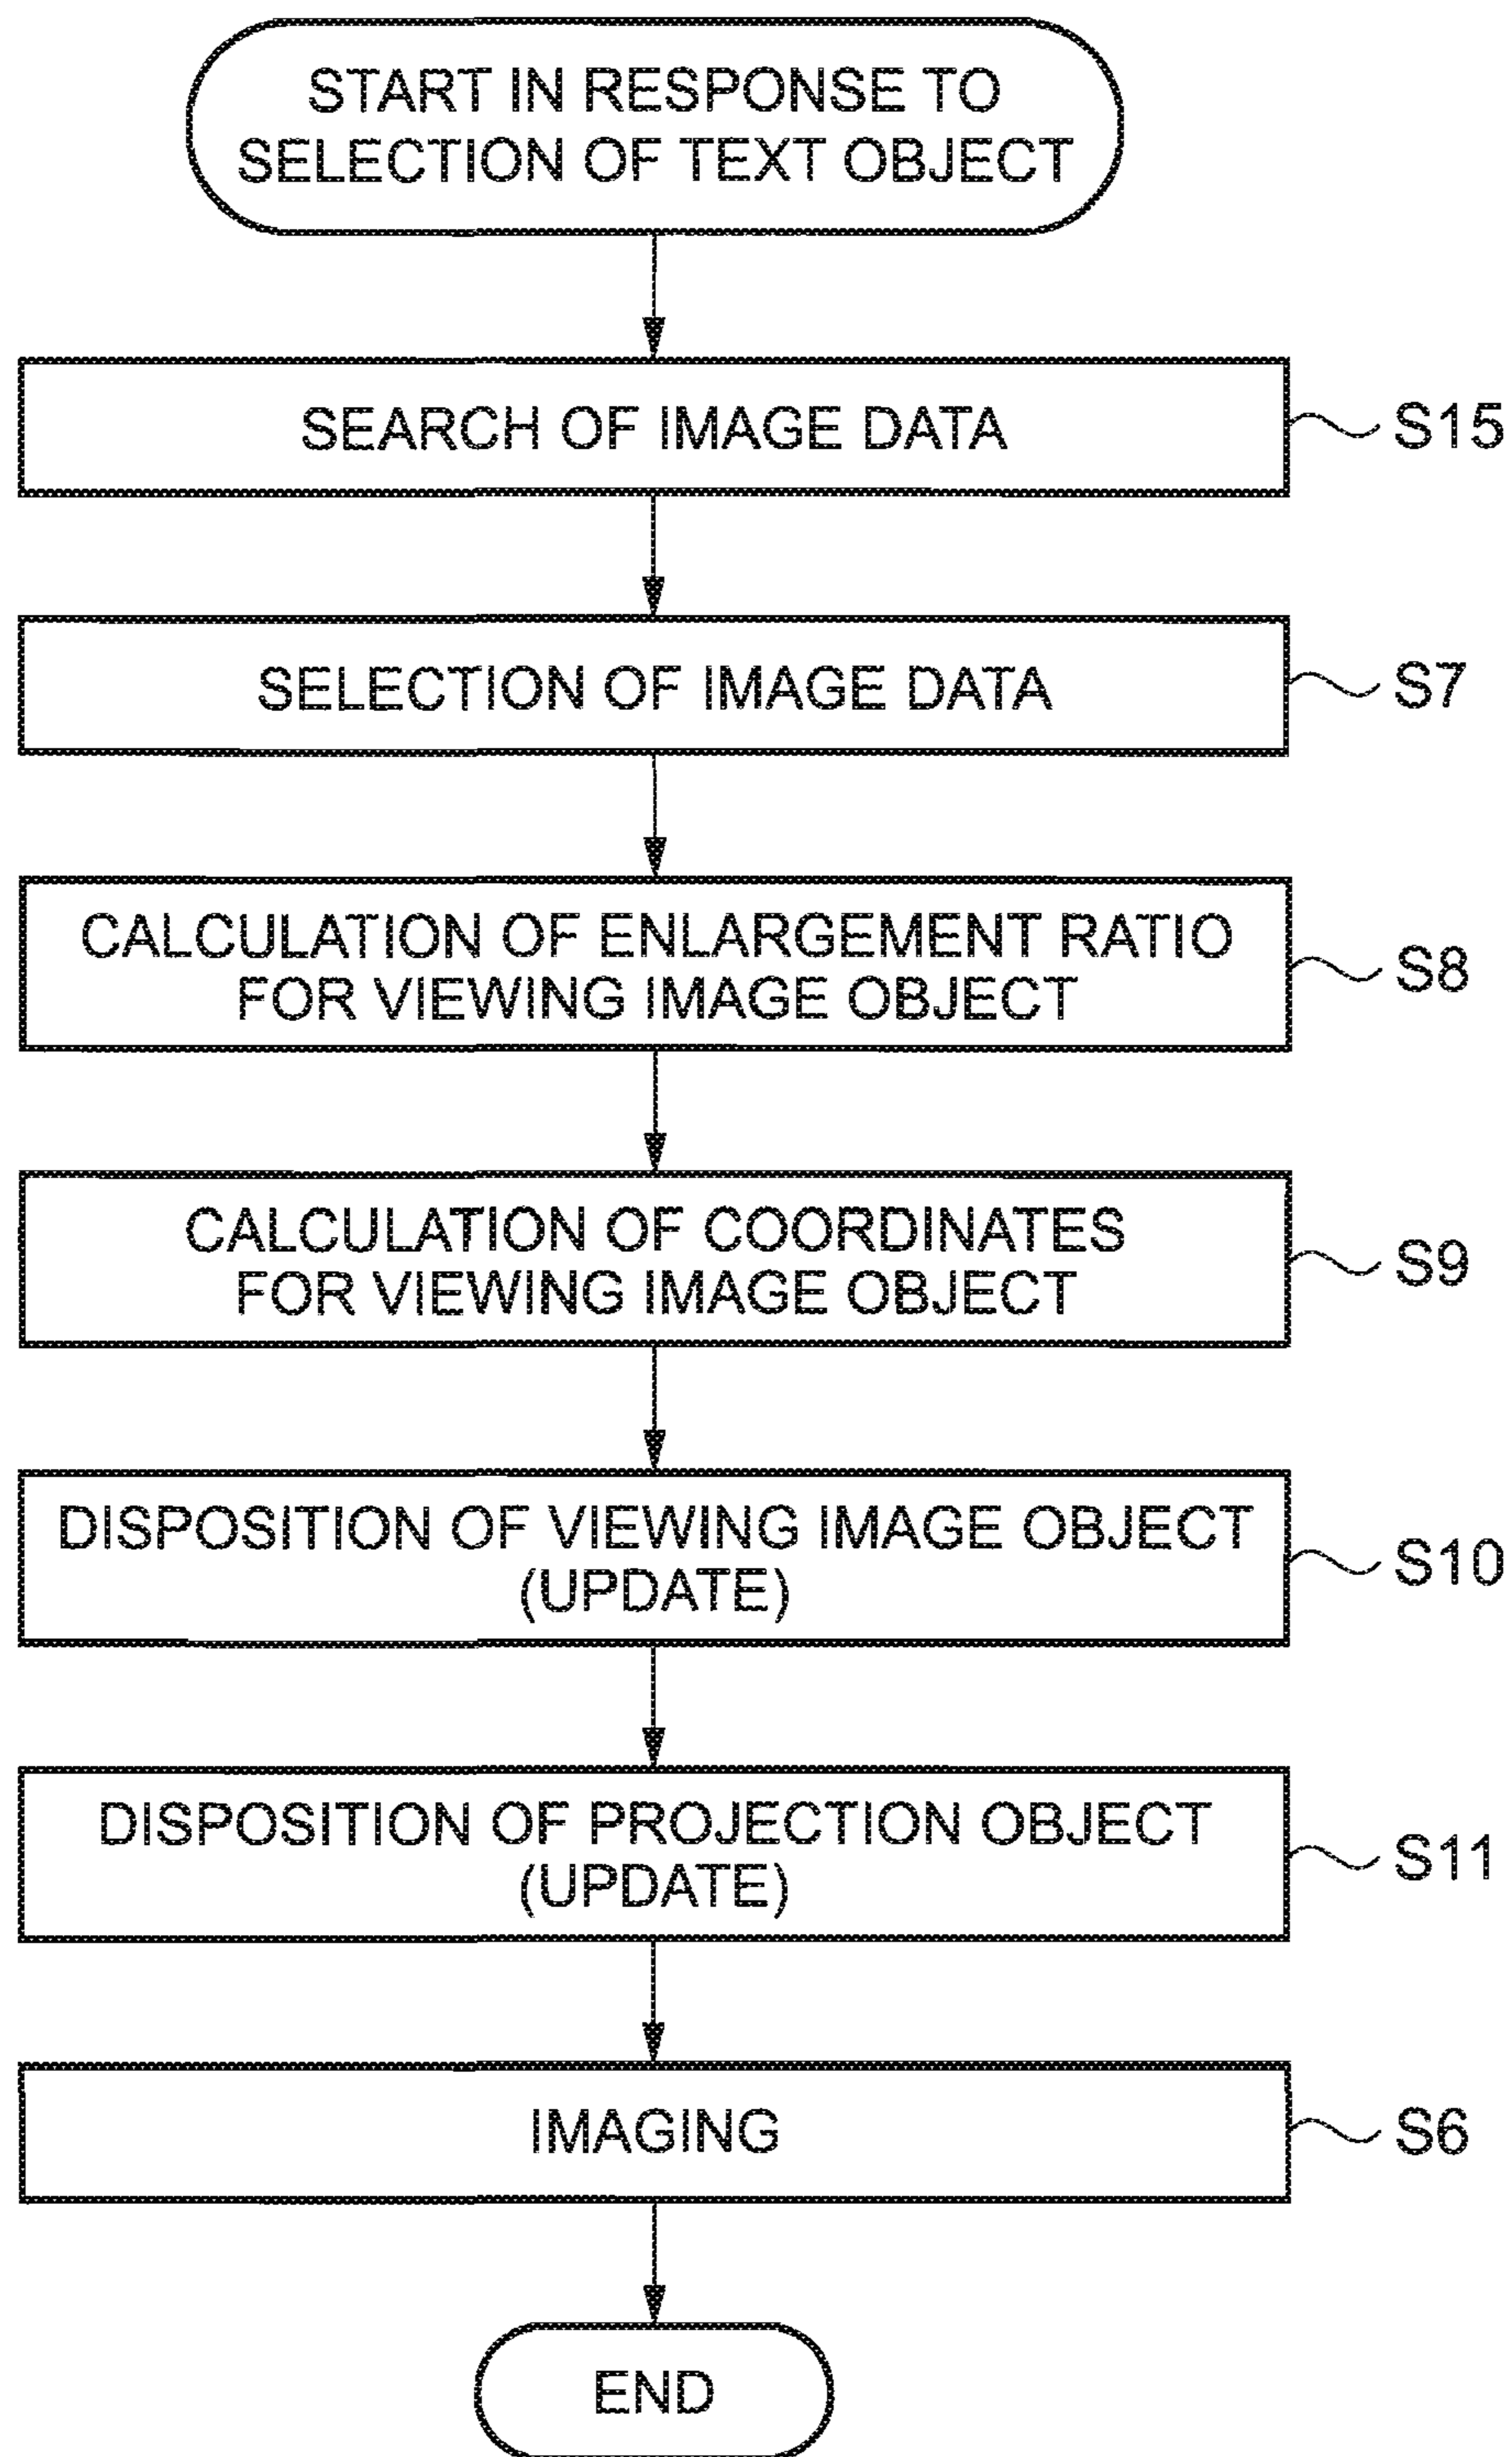 START IN RESPONSE TO
SELECTION OF TEXT OBJECT
SEARCH OF IMAGE DATA
S15
SELECTION OF IMAGE DATA
S7
CALCULATION OF ENLARGEMENT RATIO
FOR VIEWING IMAGE OBJECT
S8
CALCULATION OF COORDINATES
FOR VIEWING IMAGE OBJECT
S9
DISPOSITION OF VIEWING IMAGE OBJECT
(UPDATE)
S10
DISPOSITION OF PROJECTION OBJECT
(UPDATE)
S11
IMAGING
S6
END